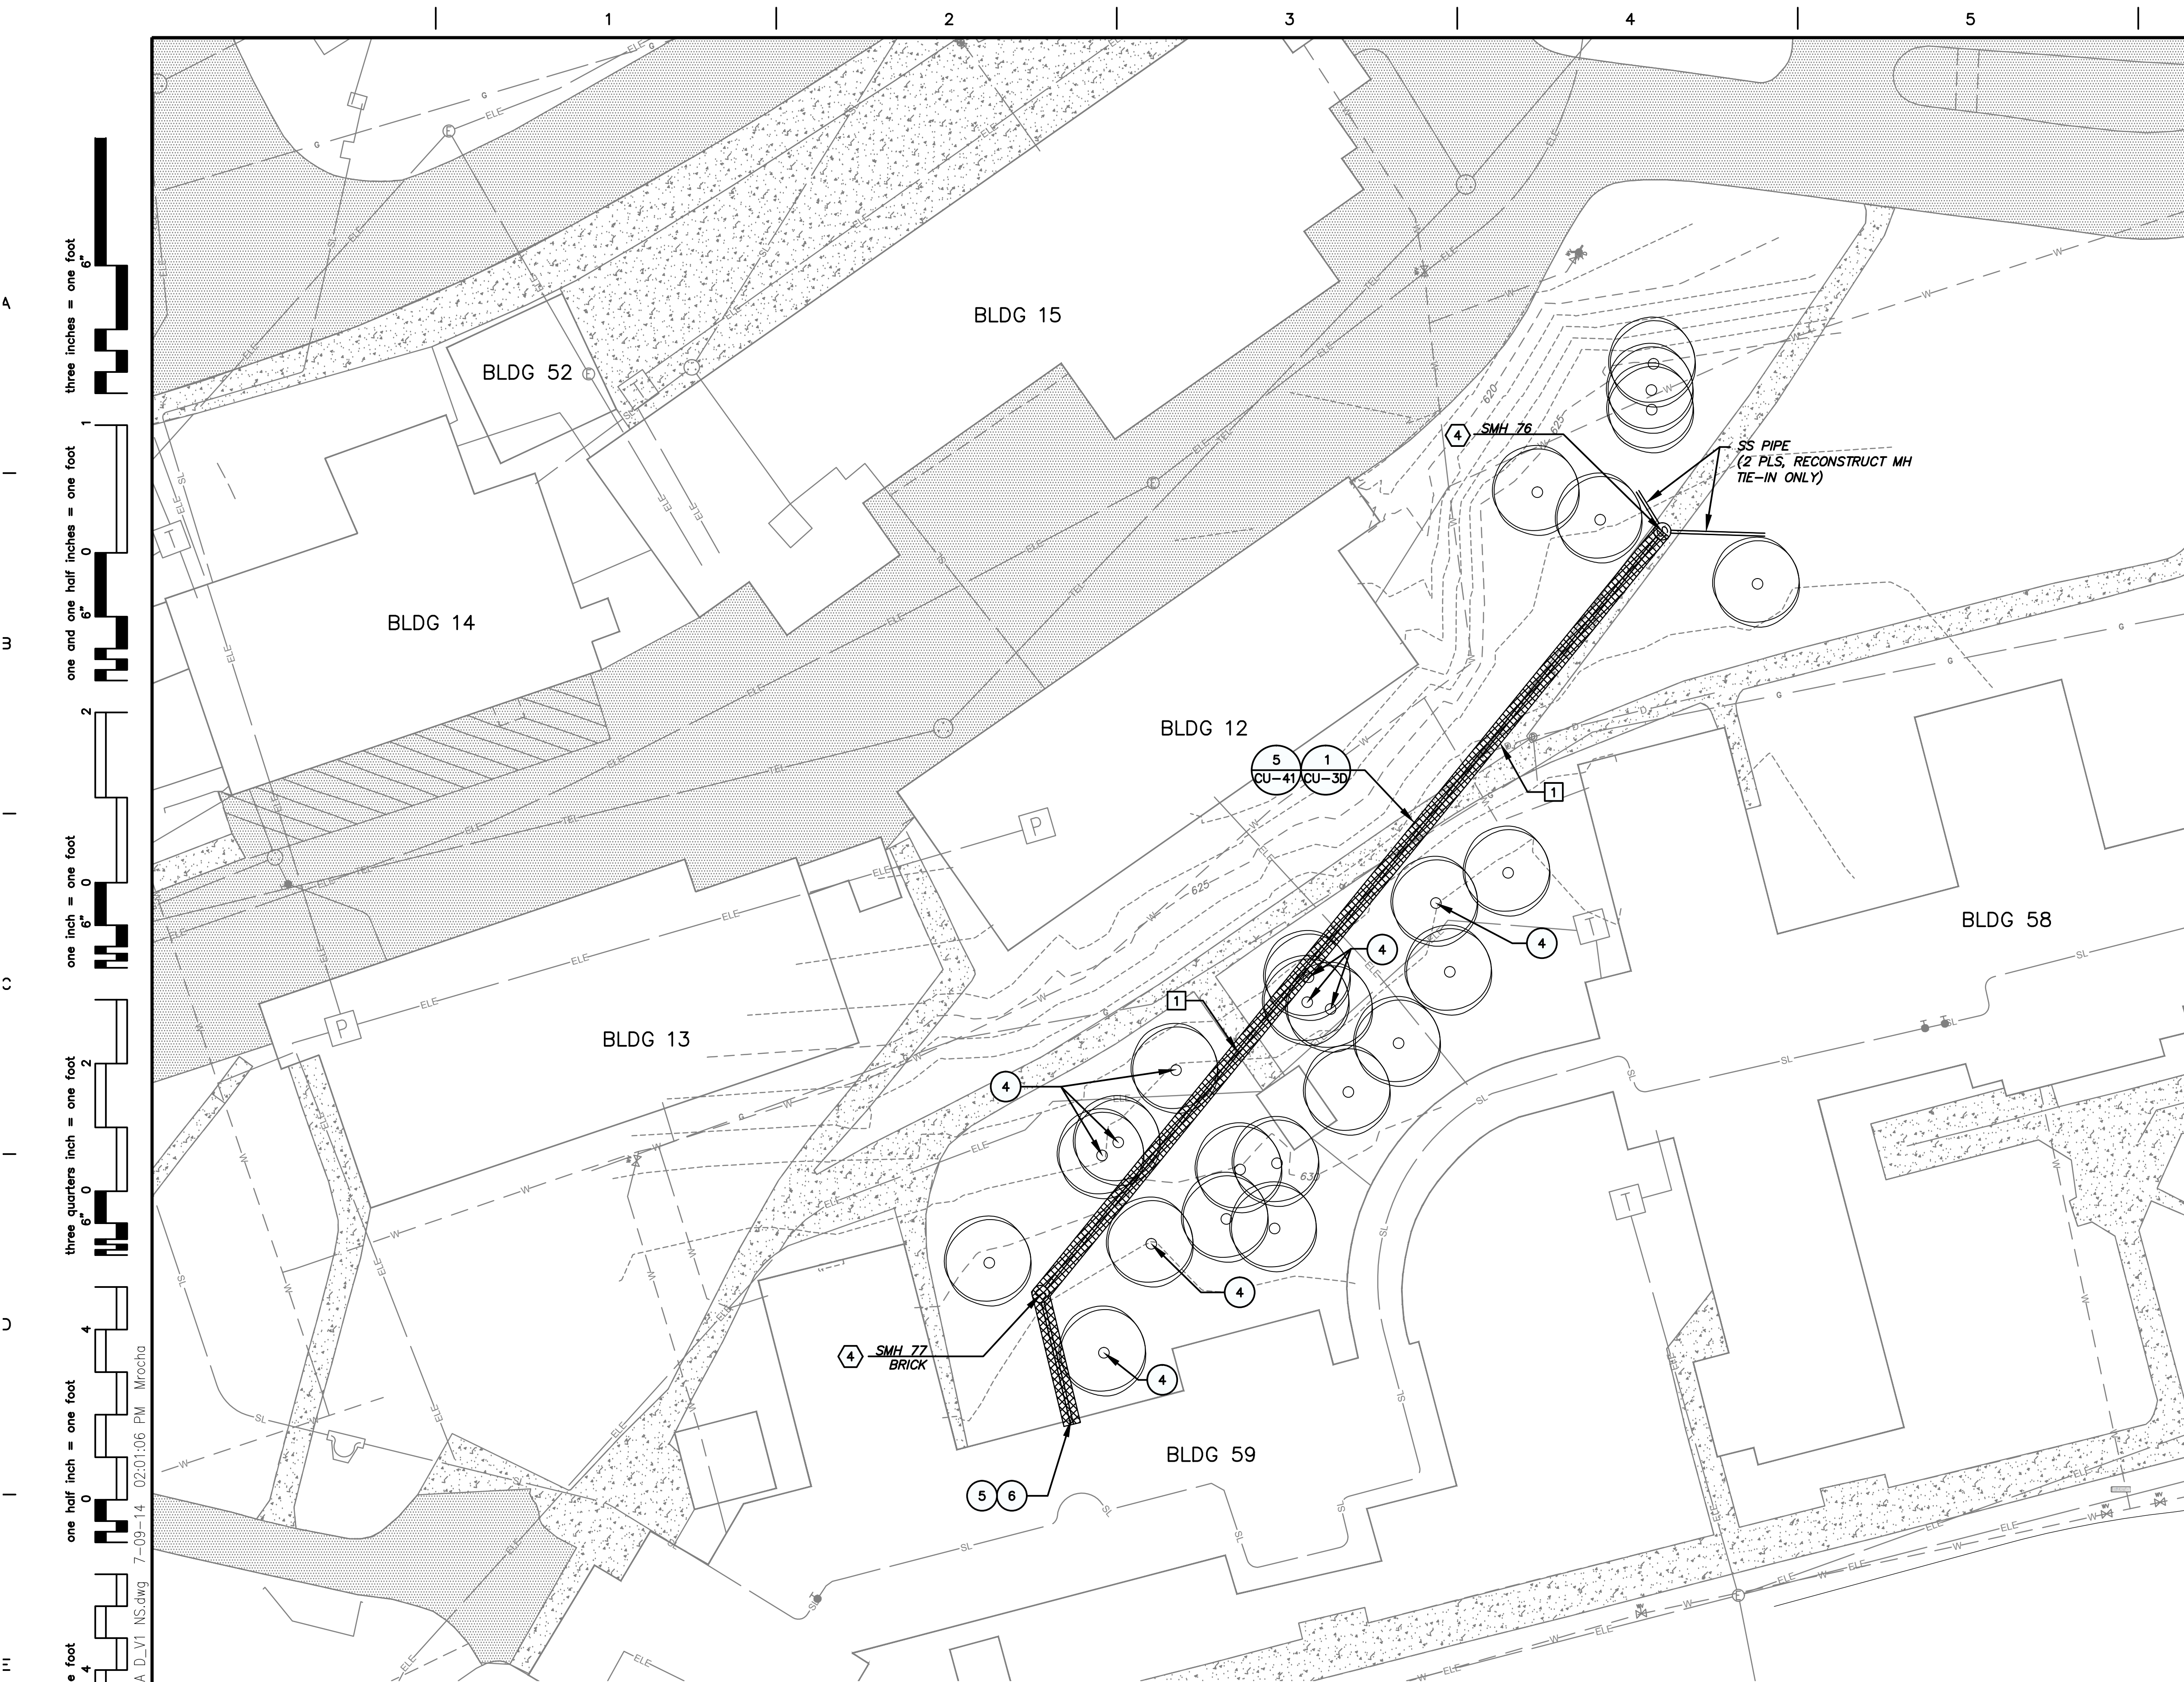 1
2
3
4
5
A
B
C
D
E
three inches = one foot
6"
one and one half inches = one foot
1
0
6"
one inch = one foot
2
0
6"
three quarters inch = one foot
2
0
6"
one half inch = one foot
4
0
e foot
4
A D_V1 NS.dwg 7-09-14 02:01:06 PM Mrocha
BLDG 15
BLDG 52
BLDG 14
BLDG 12
BLDG 13
BLDG 58
BLDG 59
4 SMH 76
SS PIPE
(2 PLS, RECONSTRUCT MH
TIE-IN ONLY)
620
625
5 1
CU-41 CU-3D
1
625
4
4
1
4
630
4
4 SMH 77
BRICK
4
5 6
ELE
TEL
SL
W
G
D
T
P
E